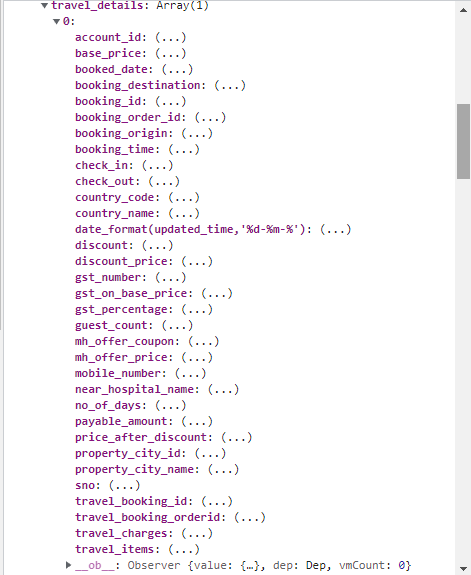 travel_details: Array(1)
0:
account_id: (...)
base_price: (...)
booked_date: (...)
booking_destination: (...)
booking_id: (...)
booking_order_id: (...)
booking_origin: (...)
booking_time: (...)
check_in: (...)
check_out: (...)
country_code: (...)
country_name: (...)
date_format(updated_time,'%d-%m-%'): (...)
discount: (...)
discount_price: (...)
gst_number: (...)
gst_on_base_price: (...)
gst_percentage: (...)
guest_count: (...)
mh_offer_coupon: (...)
mh_offer_price: (...)
mobile_number: (...)
near_hospital_name: (...)
no_of_days: (...)
payable_amount: (...)
price_after_discount: (...)
property_city_id: (...)
property_city_name: (...)
sno: (...)
travel_booking_id: (...)
travel_booking_orderid: (...)
travel_charges: (...)
travel_items: (...)
__ob__: Observer {value: {…}, dep: Dep, vmCount: 0}